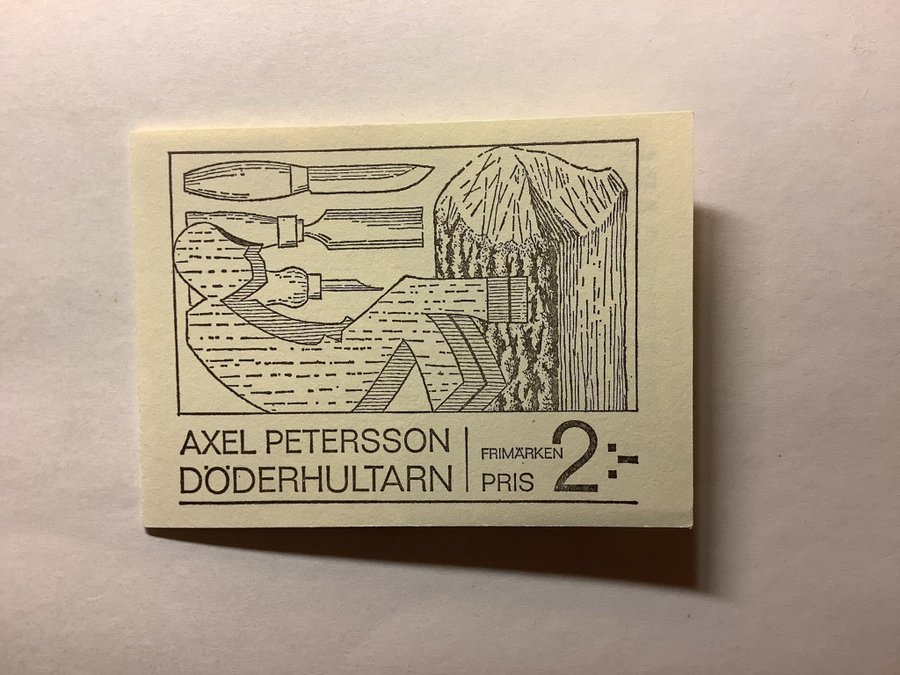 AXEL PETERSSON
DÖDERHULTARN
FRIMÄRKEN
PRIS 2:-